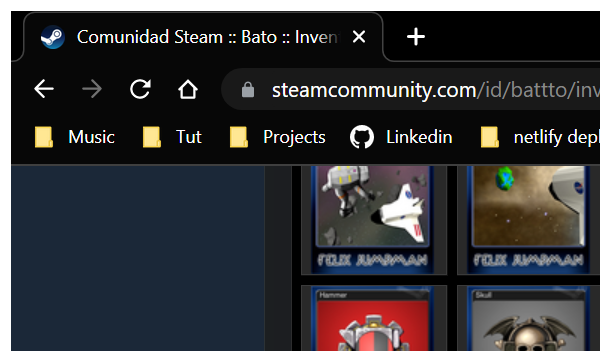 Comunidad Steam :: Bato :: Inven
steamcommunity.com/id/battto/inv
Music Tut Projects Linkedin netlify depl
FELIX JUMPMAN FELIX JUMPMAN
Hammer Skull